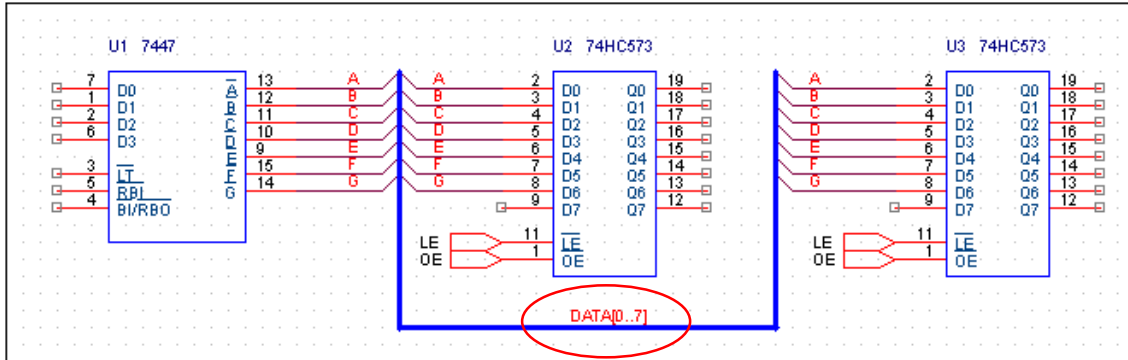 U1 7447
7 D0
1 D1
2 D2
6 D3
3 LT
5 RBI
4 BI/RBO
A 13 A
B 12 B
C 11 C
D 10 D
E 9 E
F 15 F
G 14 G
U2 74HC573
A 2 D0 Q0 19
B 3 D1 Q1 18
C 4 D2 Q2 17
D 5 D3 Q3 16
E 6 D4 Q4 15
F 7 D5 Q5 14
G 8 D6 Q6 13
9 D7 Q7 12
LE 11 LE
OE 1 OE
U3 74HC573
A 2 D0 Q0 19
B 3 D1 Q1 18
C 4 D2 Q2 17
D 5 D3 Q3 16
E 6 D4 Q4 15
F 7 D5 Q5 14
G 8 D6 Q6 13
9 D7 Q7 12
LE 11 LE
OE 1 OE
DATA[0..7]